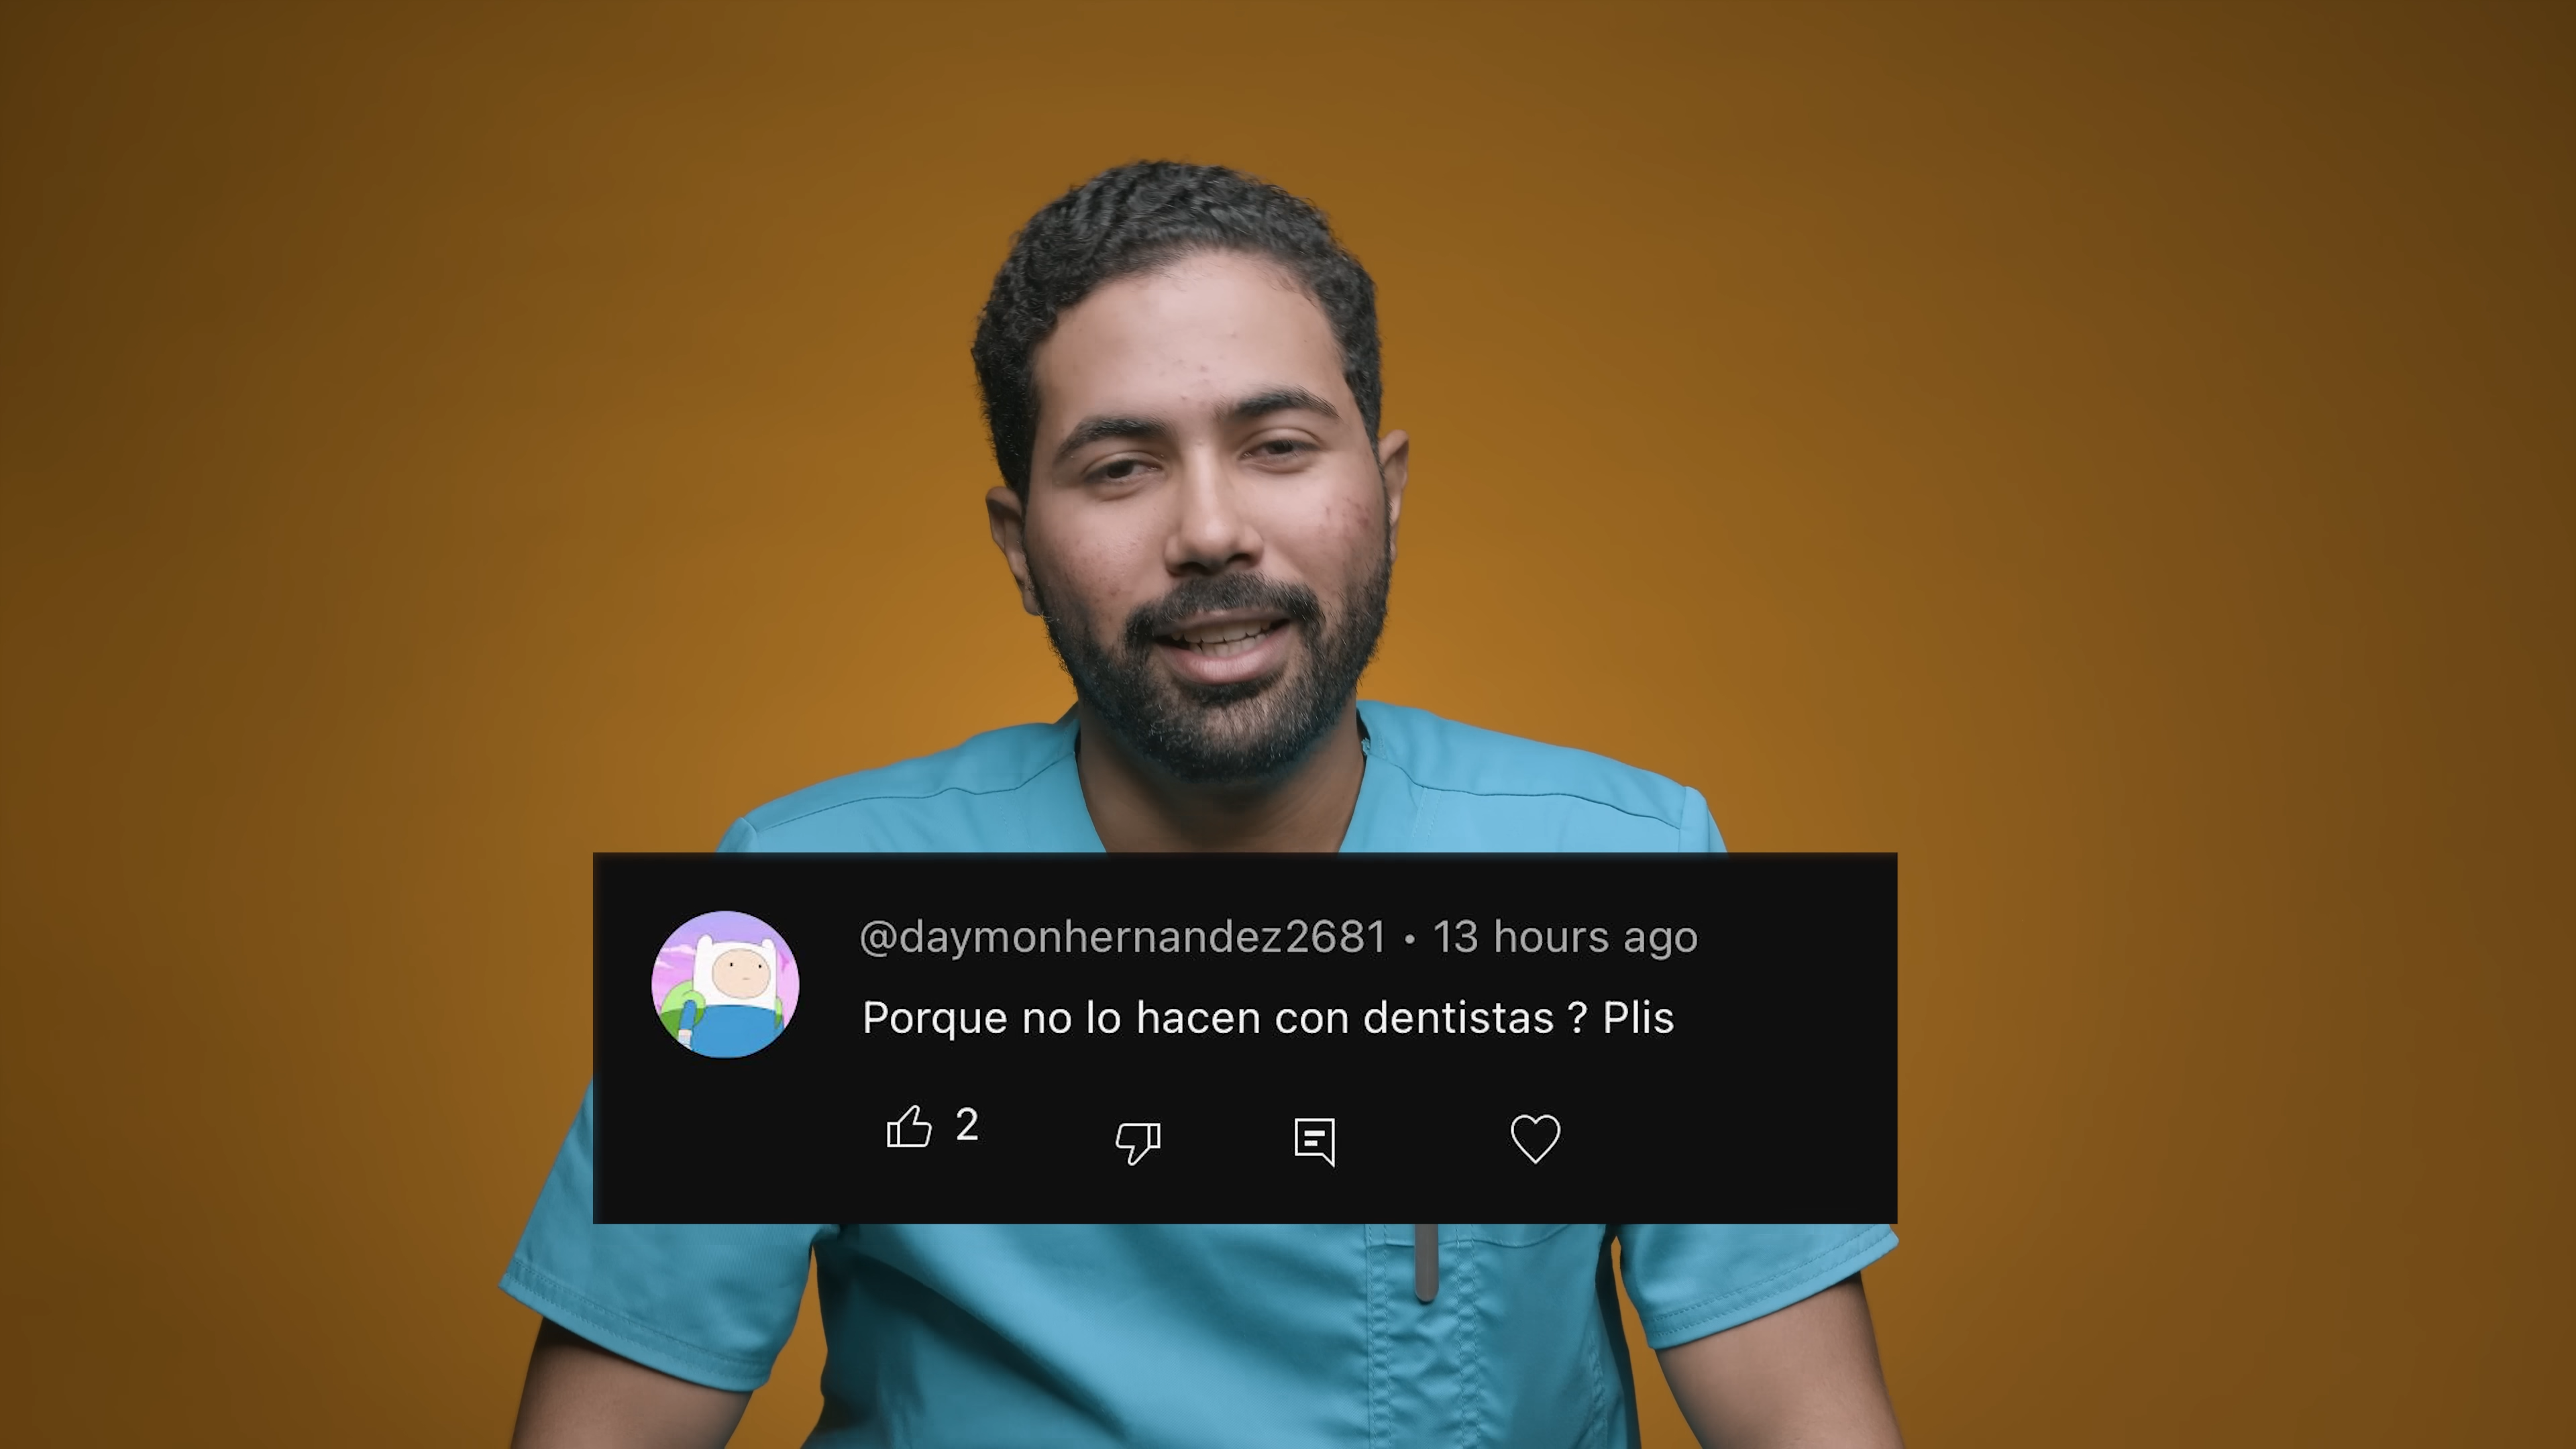 @daymonhernandez2681 • 13 hours ago
Porque no lo hacen con dentistas ? Plis
2